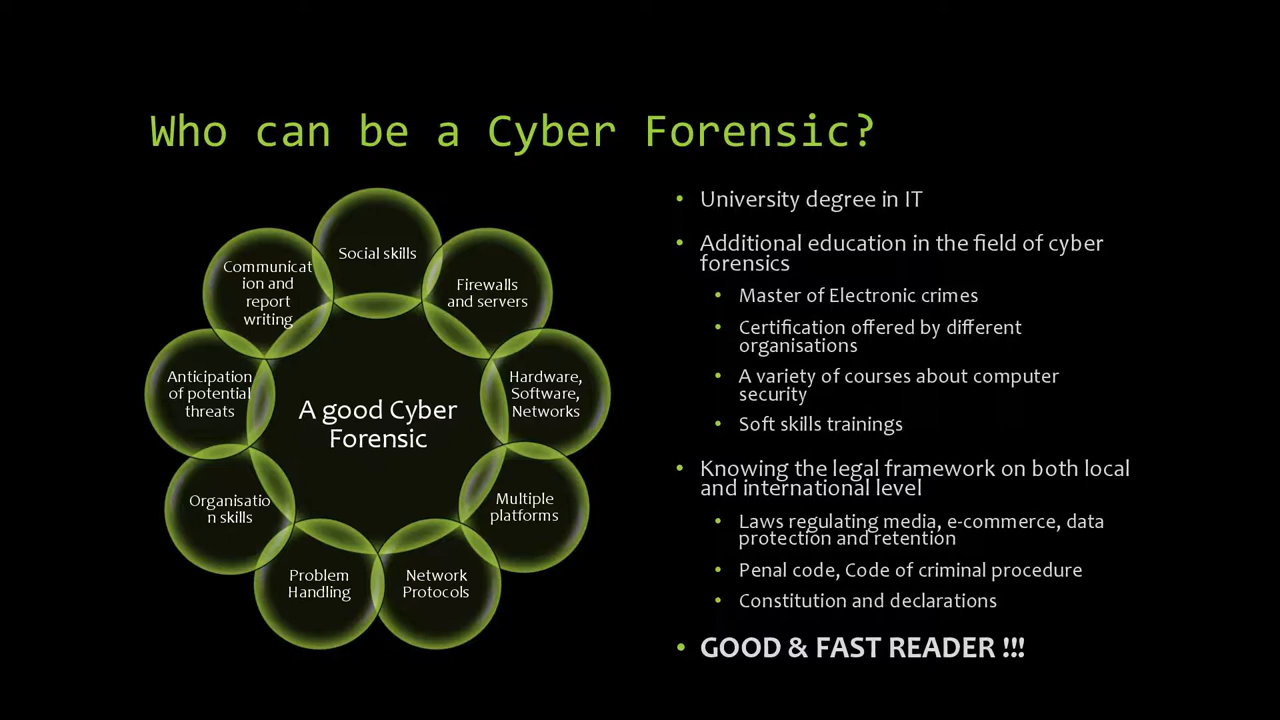 Who can be a Cyber Forensic?
Social skills
Firewalls
and servers
Hardware,
Software,
Networks
Multiple
platforms
Network
Protocols
Problem
Handling
Organisatio
n skills
Anticipation
of potential
threats
Communicat
ion and
report
writing
A good Cyber
Forensic
• University degree in IT
• Additional education in the field of cyber
forensics
• Master of Electronic crimes
• Certification offered by different
organisations
• A variety of courses about computer
security
• Soft skills trainings
• Knowing the legal framework on both local
and international level
• Laws regulating media, e-commerce, data
protection and retention
• Penal code, Code of criminal procedure
• Constitution and declarations
• GOOD & FAST READER !!!